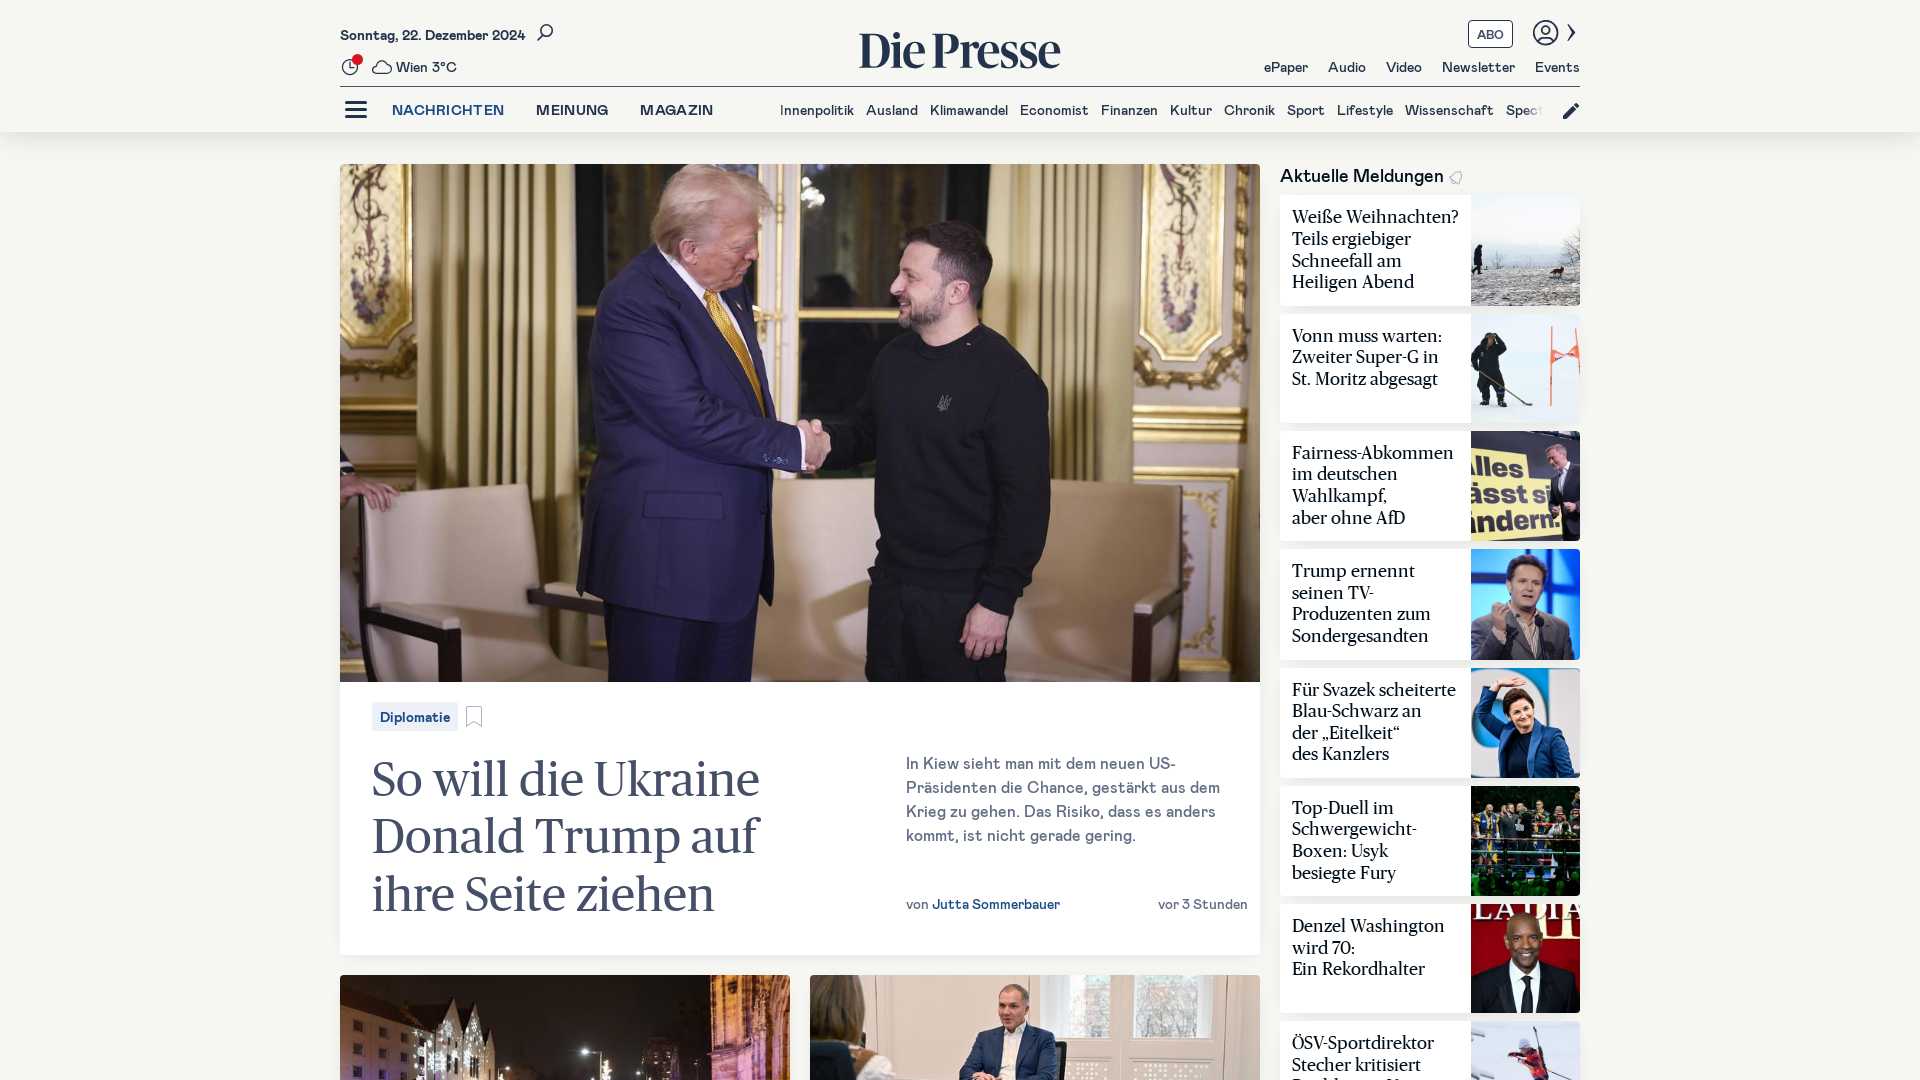 Sonntag, 22. Dezember 2024
Wien 3°C
Die Presse
ABO
ePaper Audio Video Newsletter Events
NACHRICHTEN MEINUNG MAGAZIN
Innenpolitik Ausland Klimawandel Economist Finanzen Kultur Chronik Sport Lifestyle Wissenschaft
Diplomatie
So will die Ukraine
Donald Trump auf
ihre Seite ziehen
In Kiew sieht man mit dem neuen US-
Präsidenten die Chance, gestärkt aus dem
Krieg zu gehen. Das Risiko, dass es anders
kommt, ist nicht gerade gering.
von Jutta Sommerbauer
vor 3 Stunden
Aktuelle Meldungen
Weiße Weihnachten?
Teils ergiebiger
Schneefall am
Heiligen Abend
Vonn muss warten:
Zweiter Super-G in
St. Moritz abgesagt
Fairness-Abkommen
im deutschen
Wahlkampf,
aber ohne AfD
Trump ernennt
seinen TV-
Produzenten zum
Sondergesandten
Für Svazek scheiterte
Blau-Schwarz an
der „Eitelkeit“
des Kanzlers
Top-Duell im
Schwergewicht-
Boxen: Usyk
besiegte Fury
Denzel Washington
wird 70:
Ein Rekordhalter
ÖSV-Sportdirektor
Stecher kritisiert